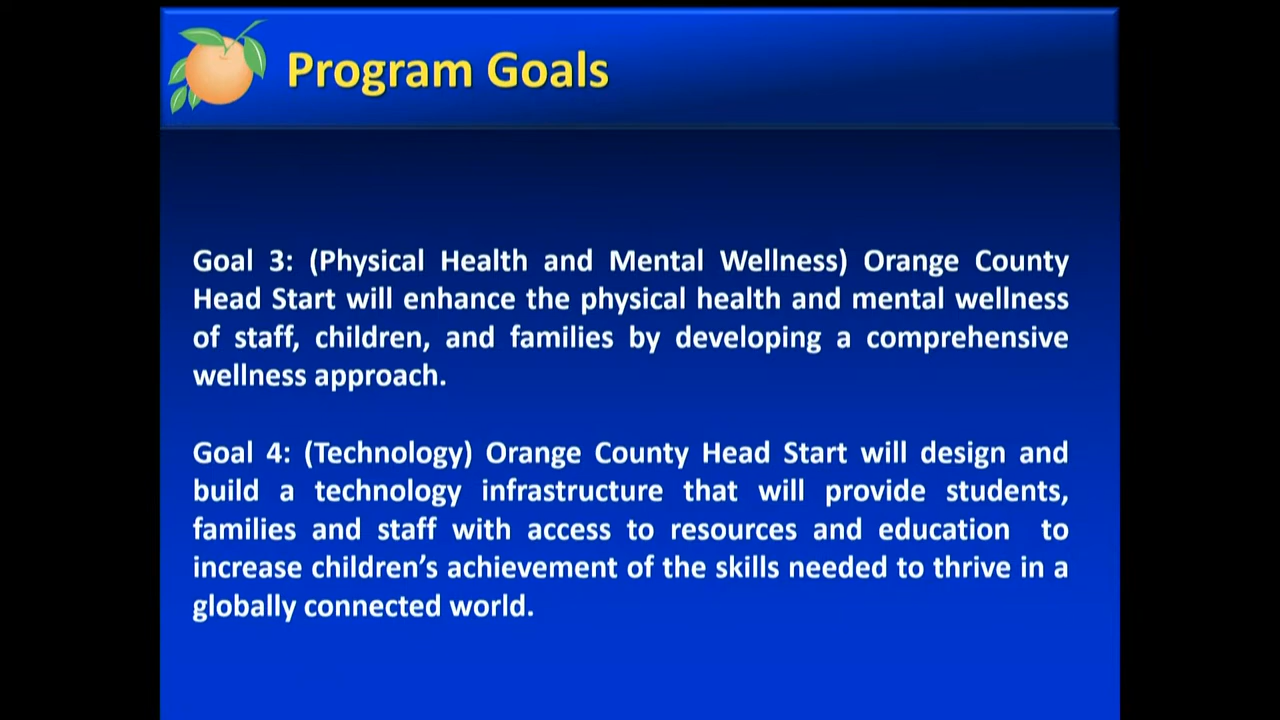 Program Goals
Goal 3: (Physical Health and Mental Wellness) Orange County
Head Start will enhance the physical health and mental wellness
of staff, children, and families by developing a comprehensive
wellness approach.
Goal 4: (Technology) Orange County Head Start will design and
build a technology infrastructure that will provide students,
families and staff with access to resources and education to
increase children’s achievement of the skills needed to thrive in a
globally connected world.